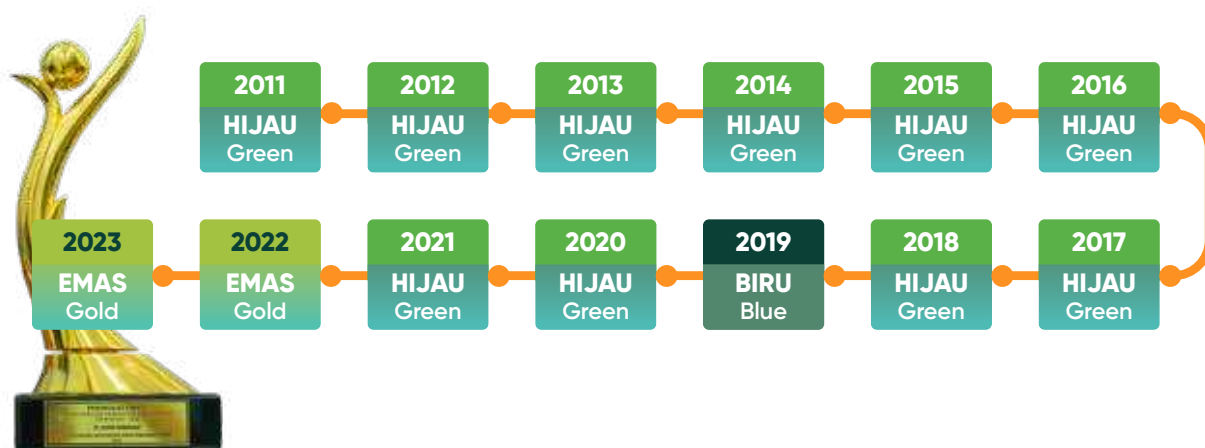 2011
HIJAU
Green
2012
HIJAU
Green
2013
HIJAU
Green
2014
HIJAU
Green
2015
HIJAU
Green
2016
HIJAU
Green
2017
HIJAU
Green
2018
HIJAU
Green
2019
BIRU
Blue
2020
HIJAU
Green
2021
HIJAU
Green
2022
EMAS
Gold
2023
EMAS
Gold